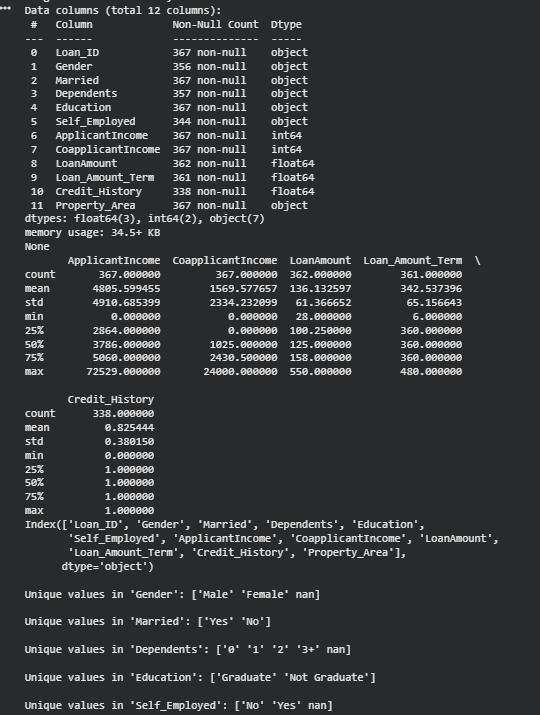 Data columns (total 12 columns):
 #   Column             Non-Null Count  Dtype
---  ------             --------------  -----
 0   Loan_ID            367 non-null    object
 1   Gender             356 non-null    object
 2   Married            367 non-null    object
 3   Dependents         357 non-null    object
 4   Education          367 non-null    object
 5   Self_Employed      344 non-null    object
 6   ApplicantIncome    367 non-null    int64
 7   CoapplicantIncome  367 non-null    int64
 8   LoanAmount         362 non-null    float64
 9   Loan_Amount_Term   361 non-null    float64
 10  Credit_History     338 non-null    float64
 11  Property_Area      367 non-null    object
dtypes: float64(3), int64(2), object(7)
memory usage: 34.5+ KB
None
       ApplicantIncome  CoapplicantIncome  LoanAmount  Loan_Amount_Term  \
count       367.000000         367.000000  362.000000        361.000000
mean       4805.599455        1569.577657  136.132597        342.537396
std        4910.685399        2334.232099   61.366652         65.156643
min           0.000000           0.000000   28.000000          6.000000
25%        2864.000000           0.000000  100.250000        360.000000
50%        3786.000000        1025.000000  125.000000        360.000000
75%        5060.000000        2430.500000  158.000000        360.000000
max       72529.000000       24000.000000  550.000000        480.000000
       Credit_History
count      338.000000
mean         0.825444
std          0.380150
min          0.000000
25%          1.000000
50%          1.000000
75%          1.000000
max          1.000000
Index(['Loan_ID', 'Gender', 'Married', 'Dependents', 'Education',
       'Self_Employed', 'ApplicantIncome', 'CoapplicantIncome', 'LoanAmount',
       'Loan_Amount_Term', 'Credit_History', 'Property_Area'],
      dtype='object')
Unique values in 'Gender': ['Male' 'Female' nan]
Unique values in 'Married': ['Yes' 'No']
Unique values in 'Dependents': ['0' '1' '2' '3+' nan]
Unique values in 'Education': ['Graduate' 'Not Graduate']
Unique values in 'Self_Employed': ['No' 'Yes' nan]